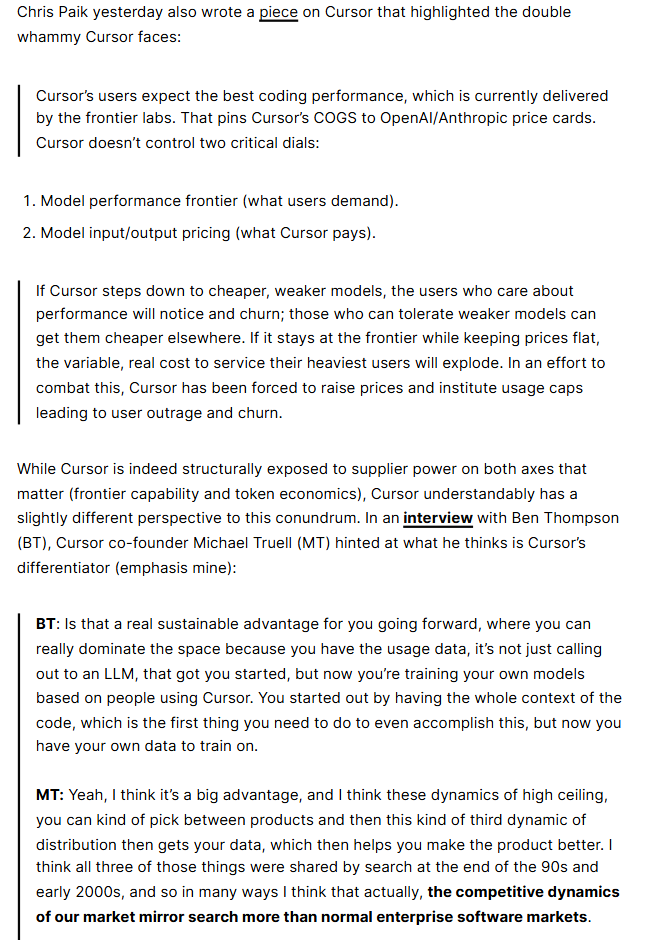 Chris Paik yesterday also wrote a piece on Cursor that highlighted the double
whammy Cursor faces:
Cursor’s users expect the best coding performance, which is currently delivered
by the frontier labs. That pins Cursor’s COGS to OpenAI/Anthropic price cards.
Cursor doesn’t control two critical dials:
1. Model performance frontier (what users demand).
2. Model input/output pricing (what Cursor pays).
If Cursor steps down to cheaper, weaker models, the users who care about
performance will notice and churn; those who can tolerate weaker models can
get them cheaper elsewhere. If it stays at the frontier while keeping prices flat,
the variable, real cost to service their heaviest users will explode. In an effort to
combat this, Cursor has been forced to raise prices and institute usage caps
leading to user outrage and churn.
While Cursor is indeed structurally exposed to supplier power on both axes that
matter (frontier capability and token economics), Cursor understandably has a
slightly different perspective to this conundrum. In an interview with Ben Thompson
(BT), Cursor co-founder Michael Truell (MT) hinted at what he thinks is Cursor’s
differentiator (emphasis mine):
BT: Is that a real sustainable advantage for you going forward, where you can
really dominate the space because you have the usage data, it’s not just calling
out to an LLM, that got you started, but now you’re training your own models
based on people using Cursor. You started out by having the whole context of the
code, which is the first thing you need to do to even accomplish this, but now you
have your own data to train on.
MT: Yeah, I think it’s a big advantage, and I think these dynamics of high ceiling,
you can kind of pick between products and then this kind of third dynamic of
distribution then gets your data, which then helps you make the product better. I
think all three of those things were shared by search at the end of the 90s and
early 2000s, and so in many ways I think that actually, the competitive dynamics
of our market mirror search more than normal enterprise software markets.